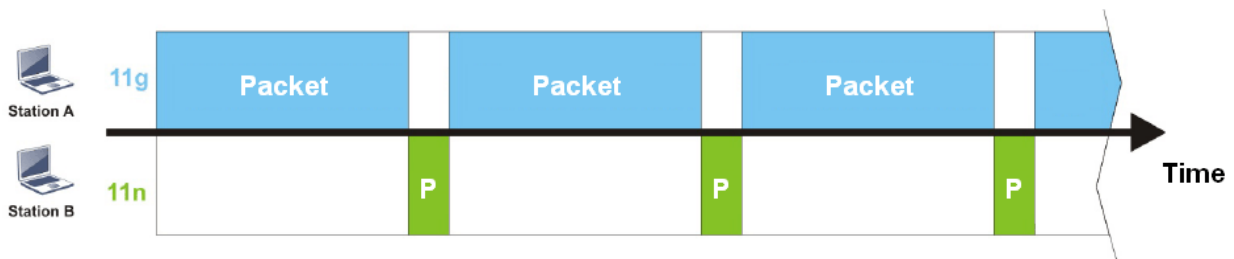 11g
Packet
Packet
Packet
Station A
Time
11n
P
P
P
Station B